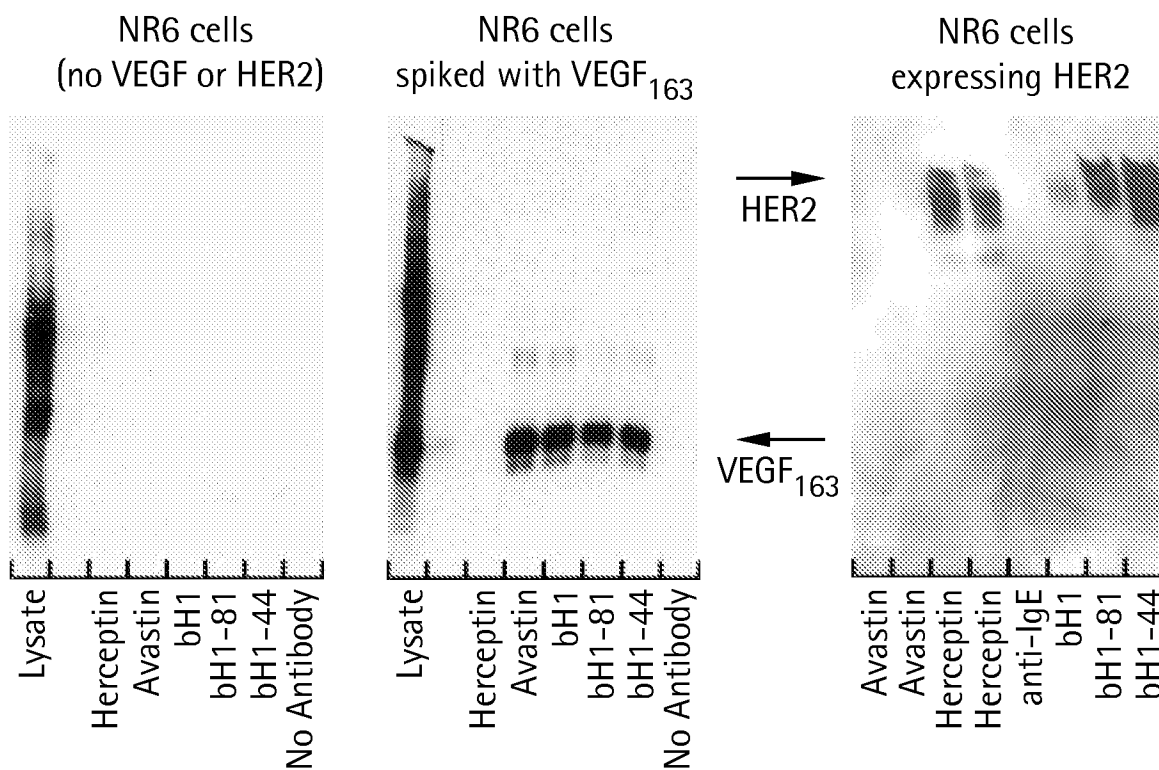 NR6 cells
(no VEGF or HER2)
NR6 cells
spiked with VEGF163
NR6 cells
expressing HER2
HER2
VEGF163
Lysate
Herceptin
Avastin
bH1
bH1-81
bH1-44
No Antibody
Lysate
Herceptin
Avastin
bH1
bH1-81
bH1-44
No Antibody
Avastin
Avastin
Herceptin
Herceptin
anti-IgE
bH1
bH1-81
bH1-44